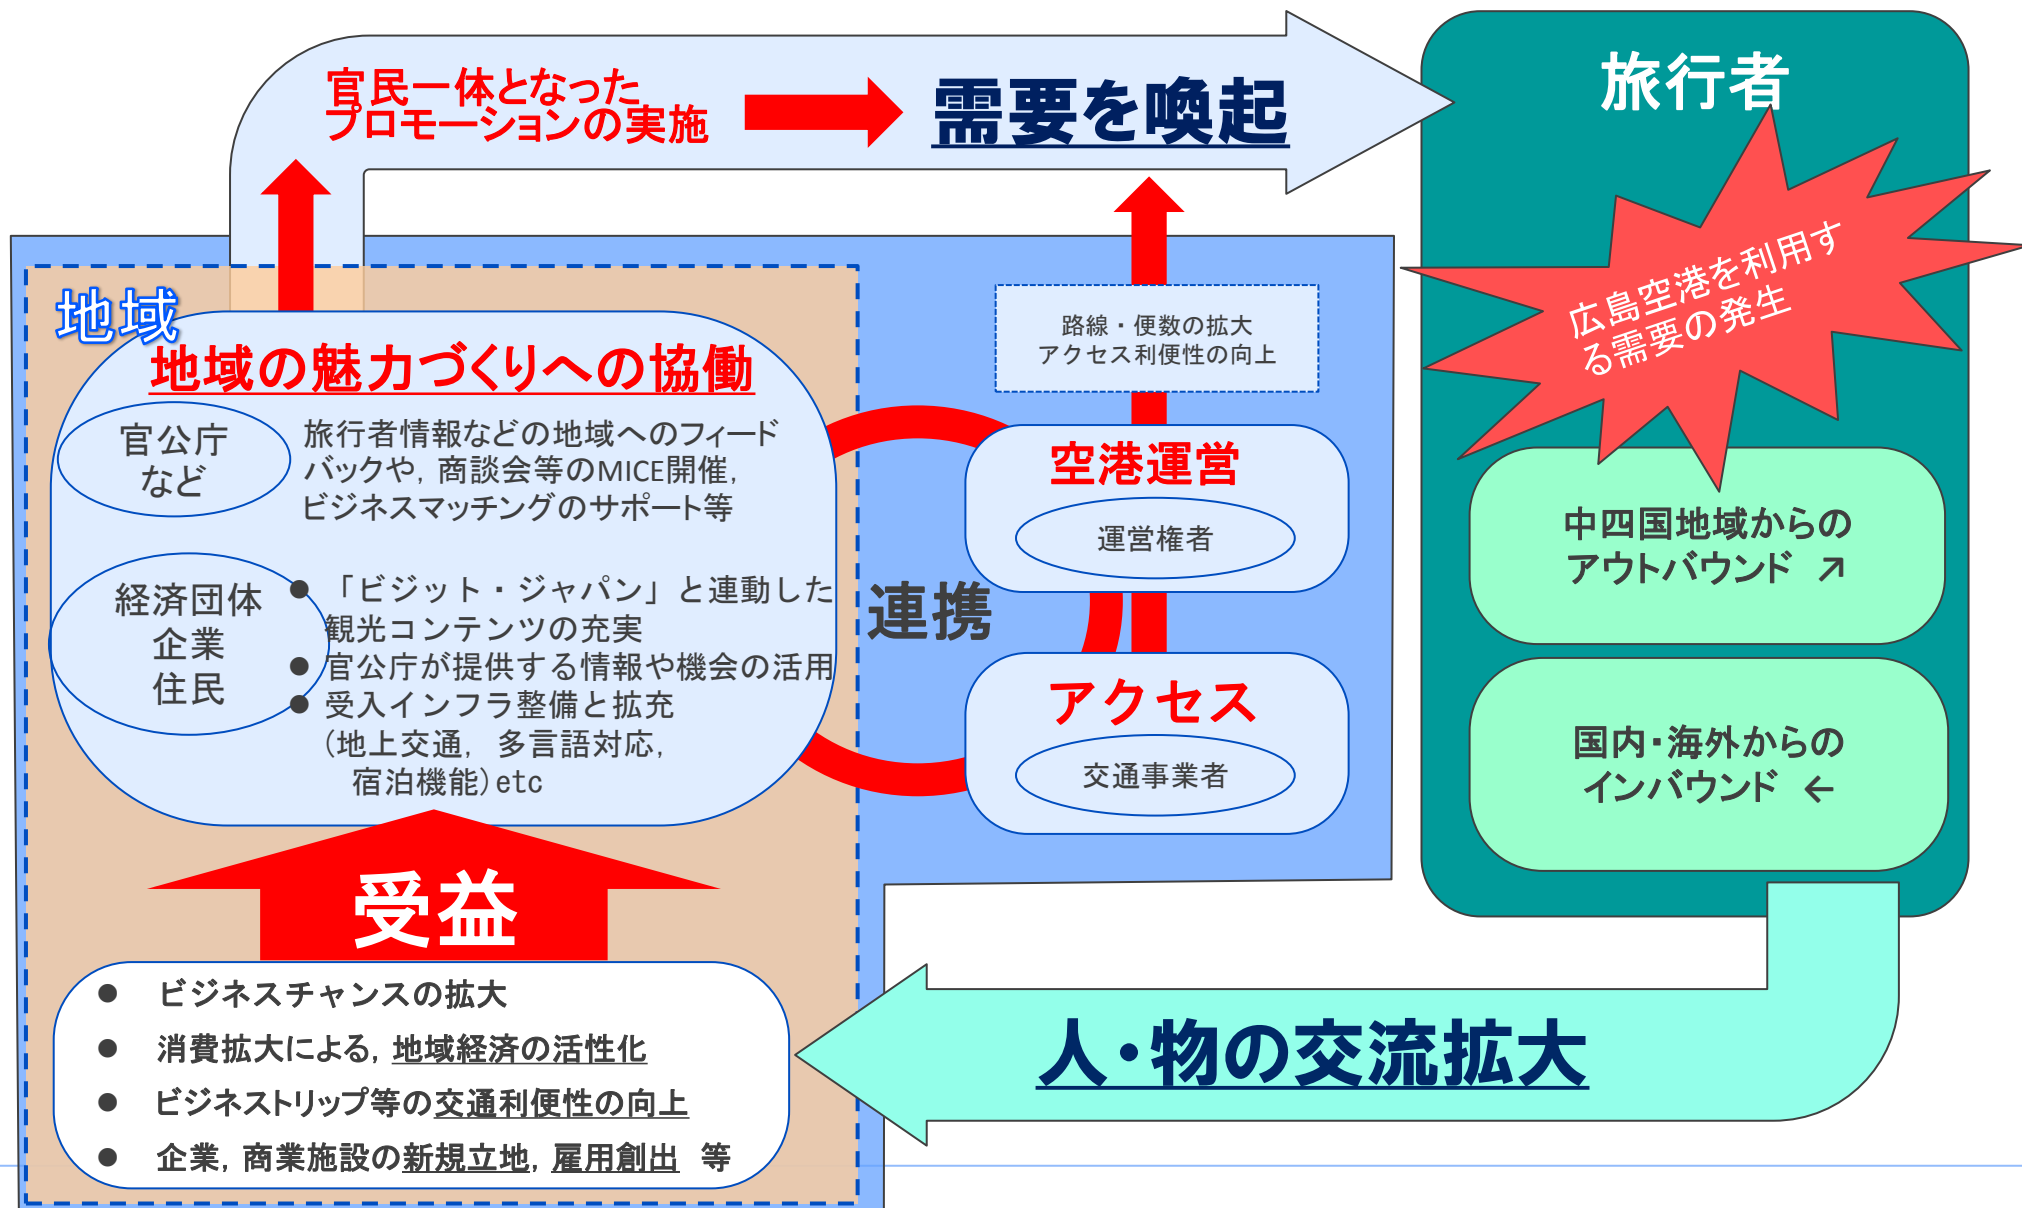 官民一体となった
プロモーションの実施
需要を喚起
旅行者
広島空港を利用す
る需要の発生
中四国地域からの
アウトバウンド ↗
国内・海外からの
インバウンド ←
地域
地域の魅力づくりへの協働
官公庁
など
旅行者情報などの地域へのフィード
バックや，商談会等のMICE開催，
ビジネスマッチングのサポート等
経済団体
企業
住民
● 「ビジット・ジャパン」と連動した
観光コンテンツの充実
● 官公庁が提供する情報や機会の活用
● 受入インフラ整備と拡充
（地上交通，多言語対応，
宿泊機能）etc
連携
路線・便数の拡大
アクセス利便性の向上
空港運営
運営権者
アクセス
交通事業者
受益
● ビジネスチャンスの拡大
● 消費拡大による，地域経済の活性化
● ビジネストリップ等の交通利便性の向上
● 企業，商業施設の新規立地，雇用創出 等
人・物の交流拡大